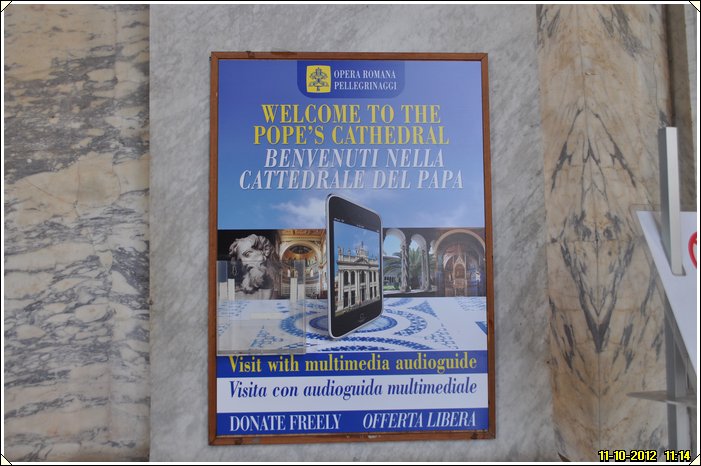 OPERA ROMANA
PELLEGRINAGGI
WELCOME TO THE
POPE'S CATHEDRAL
BENVENUTI NELLA
CATTEDRALE DEL PAPA
Visit with multimedia audioguide
Visita con audioguida multimediale
DONATE FREELY OFFERTA LIBERA
11-10-2012 11:14